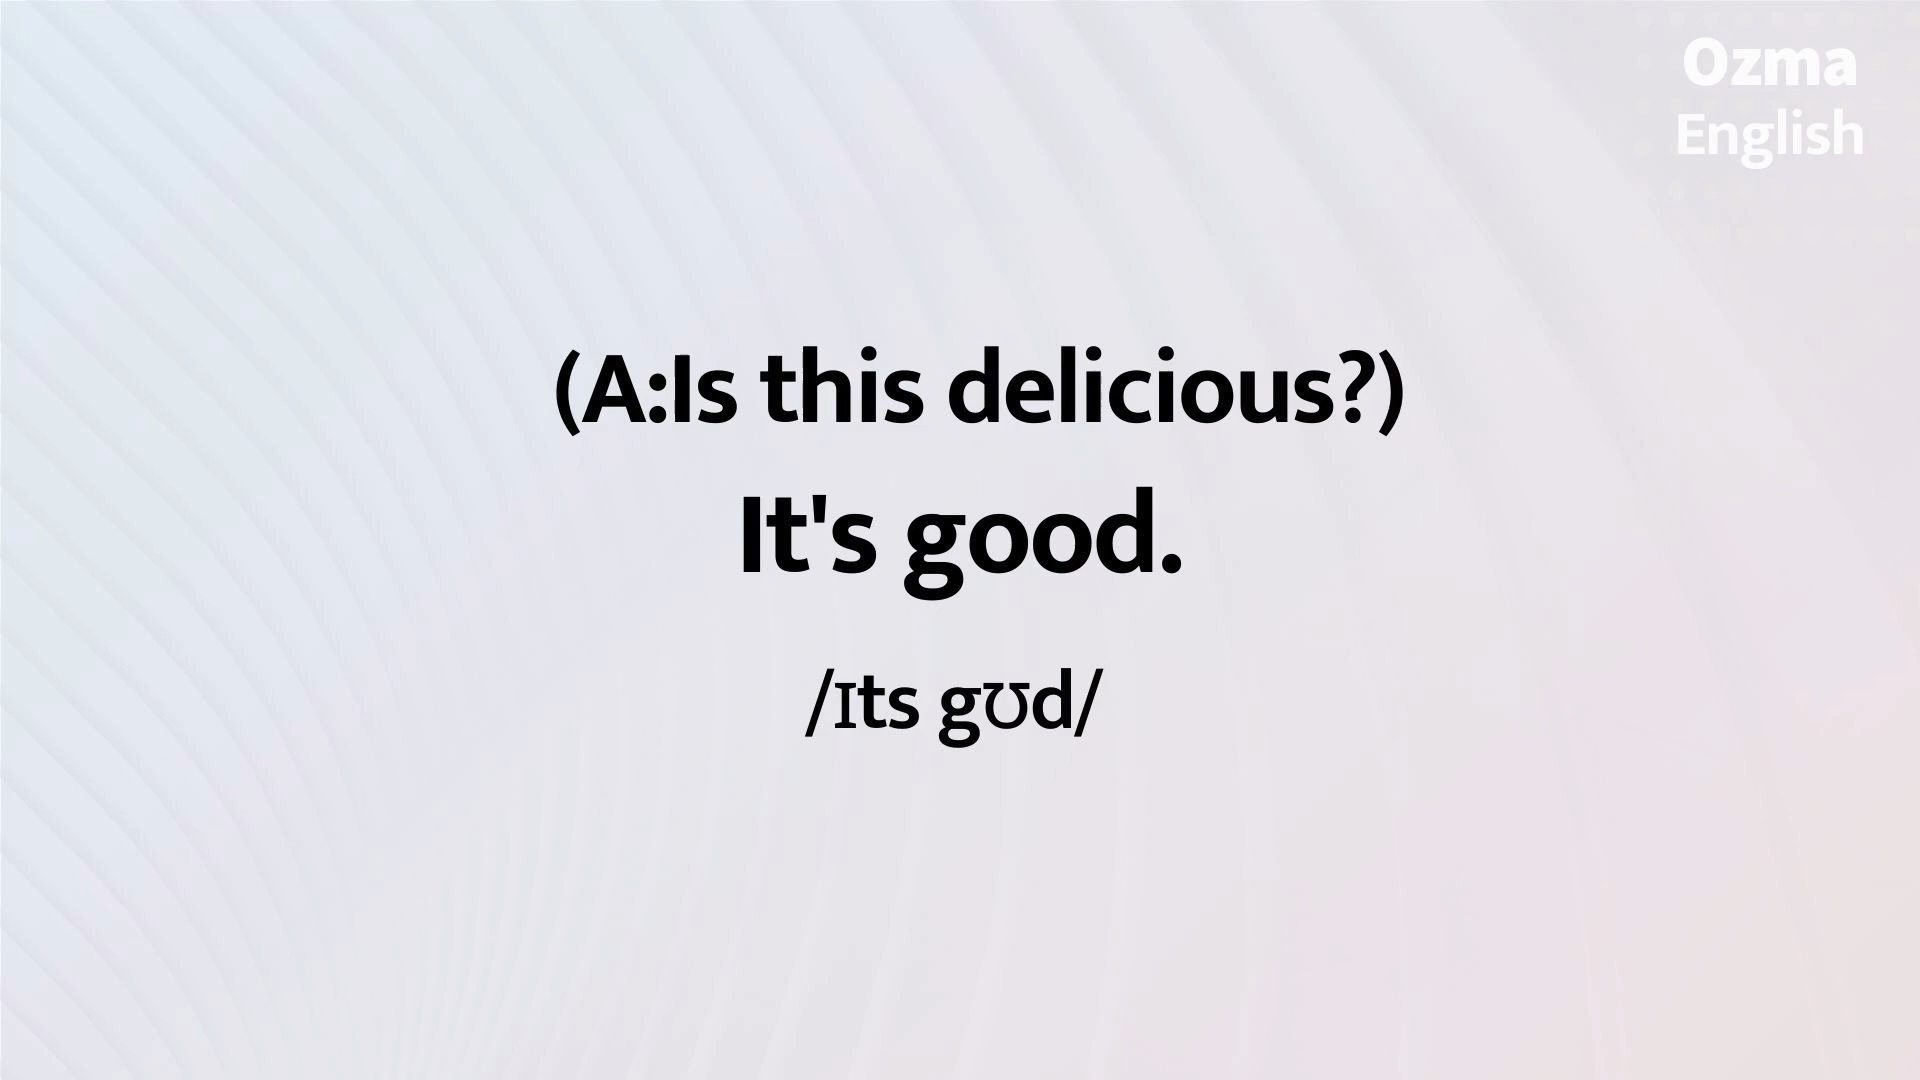 Ozma
English
(A:Is this delicious?)
It's good.
/ɪts gʊd/